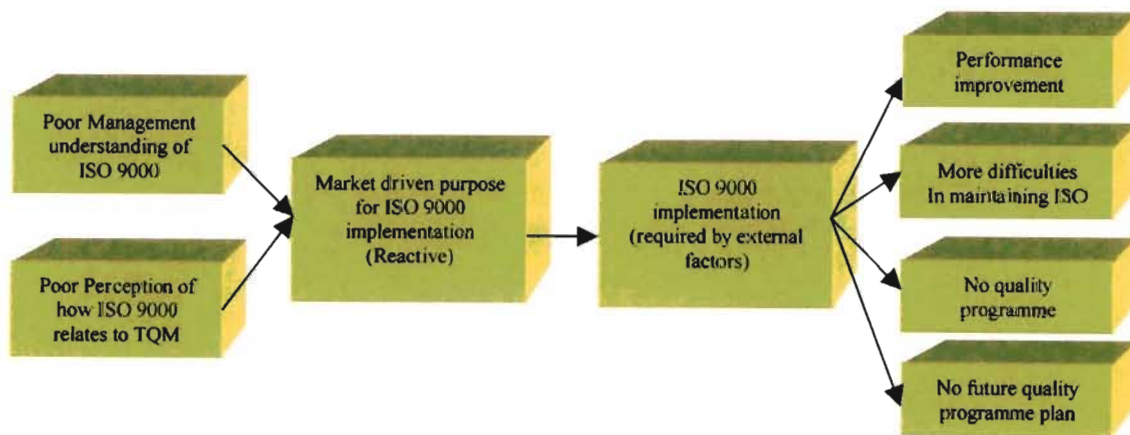 Poor Management
understanding of
ISO 9000
Poor Perception of
how ISO 9000
relates to TQM
Market driven purpose
for ISO 9000
implementation
(Reactive)
ISO 9000
implementation
(required by external
factors)
Performance
improvement
More difficulties
In maintaining ISO
No quality
programme
No future quality
programme plan